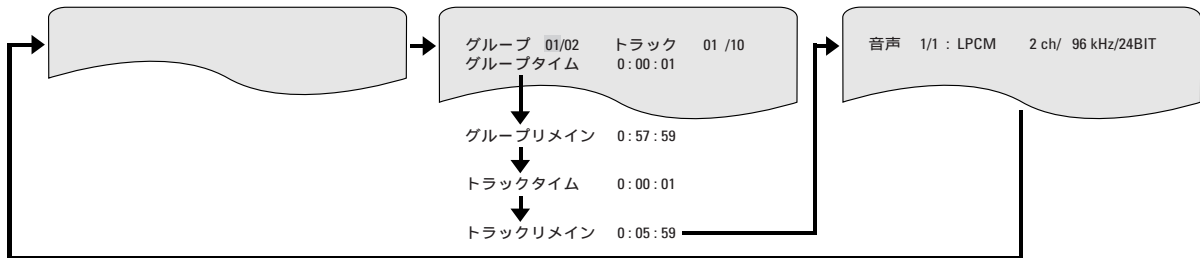 グループ 01/02 トラック 01 /10
グループタイム 0:00:01
グループリメイン 0:57:59
トラックタイム 0:00:01
トラックリメイン 0:05:59
音声 1/1 : LPCM 2 ch/ 96 kHz/24BIT